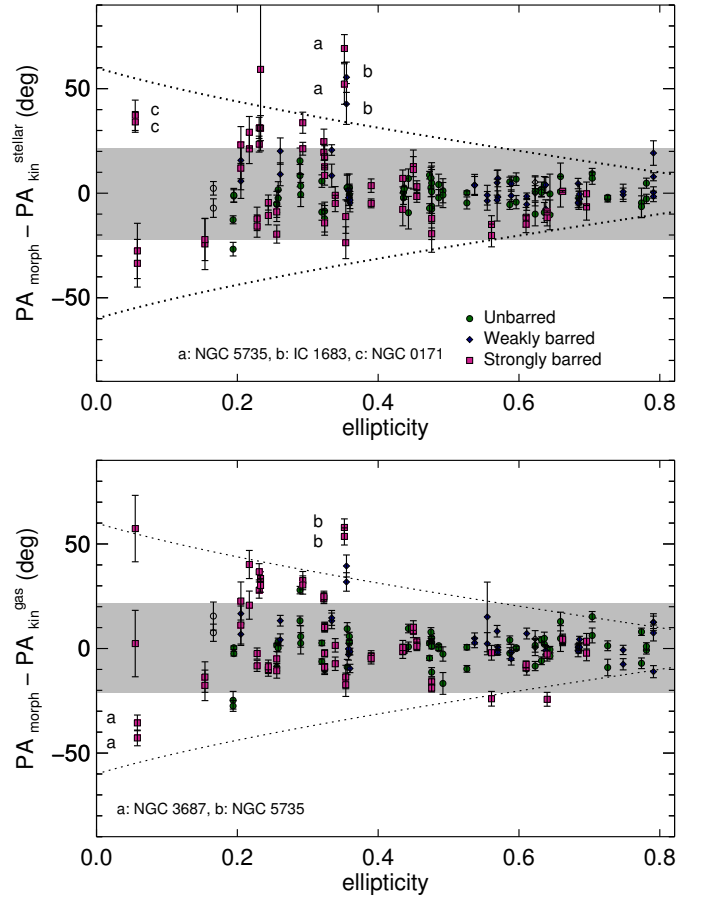 50
0
−50
PA morph − PA kin stellar (deg)
a
a
b
b
c
c
Unbarred
Weakly barred
Strongly barred
a: NGC 5735, b: IC 1683, c: NGC 0171
0.0 0.2 0.4 0.6 0.8
ellipticity
50
0
−50
PA morph − PA kin gas (deg)
b
b
a
a
a: NGC 3687, b: NGC 5735
0.0 0.2 0.4 0.6 0.8
ellipticity